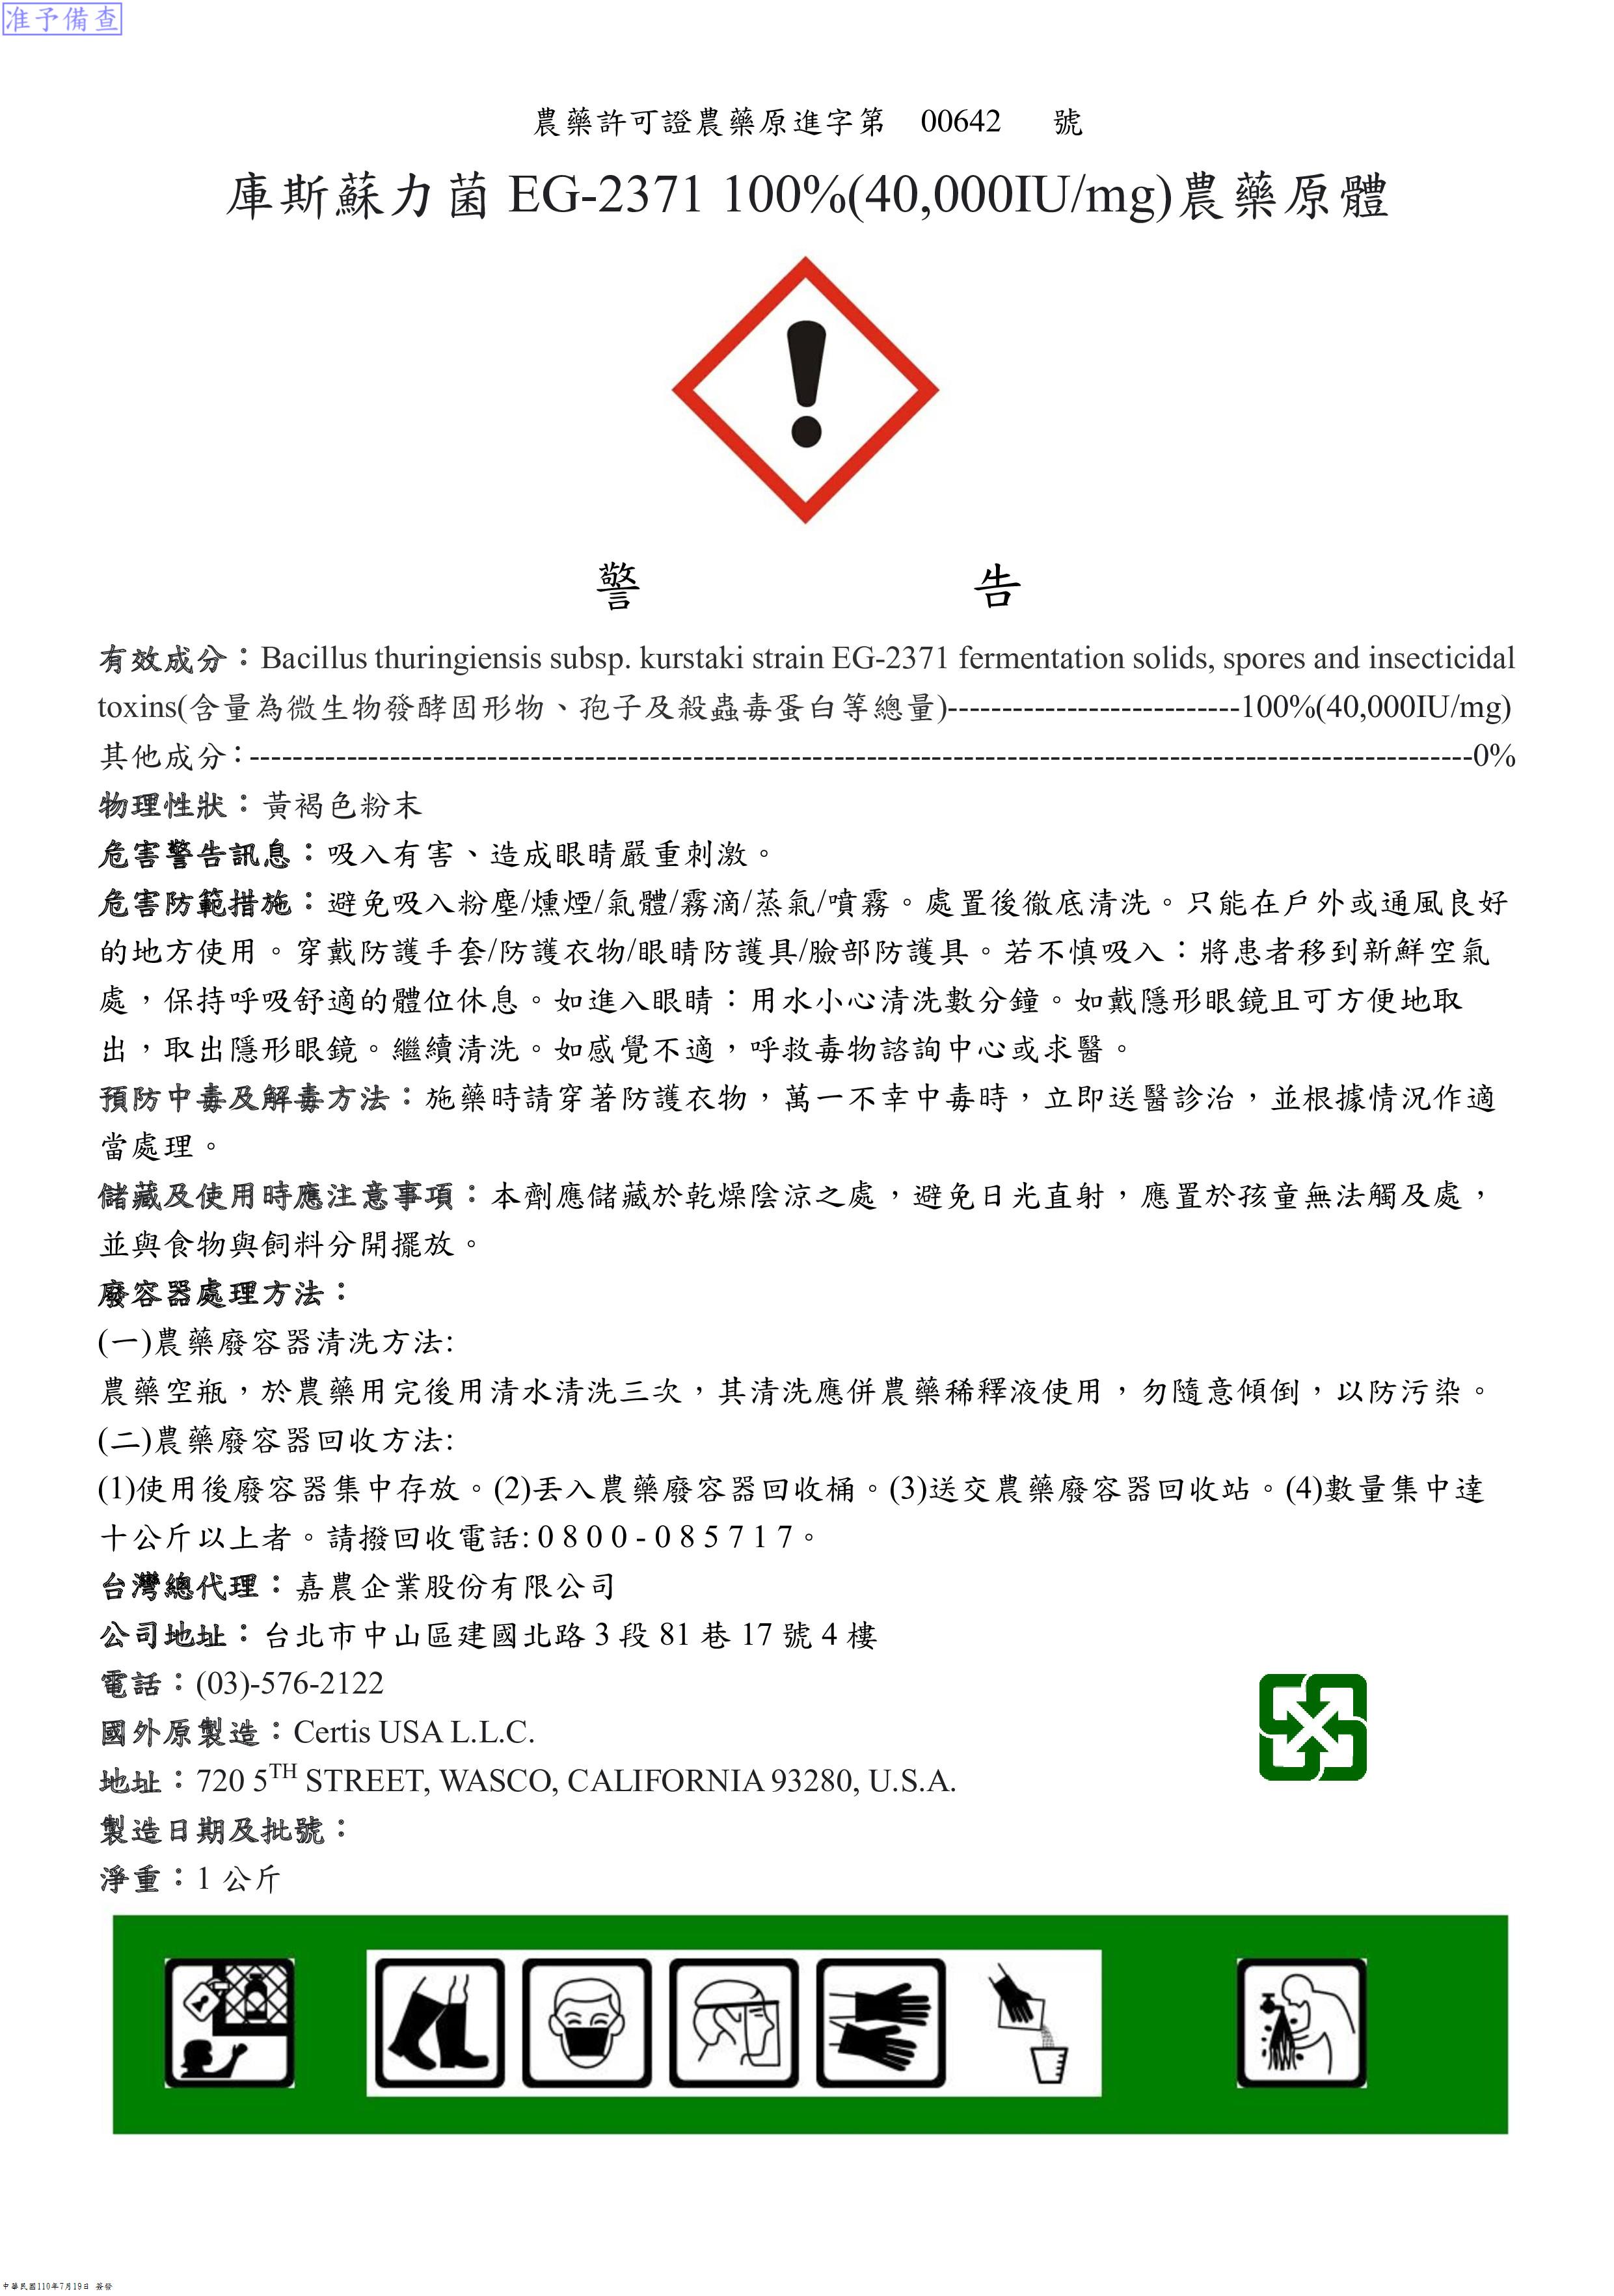 准予備查
農藥許可證農藥原進字第 00642 號
庫斯蘇力菌 EG-2371 100%(40,000IU/mg)農藥原體
警 告
有效成分：Bacillus thuringiensis subsp. kurstaki strain EG-2371 fermentation solids, spores and insecticidal
toxins(含量為微生物發酵固形物、孢子及殺蟲毒蛋白等總量)---------------------------100%(40,000IU/mg)
其他成分：-----------------------------------------------------------------------------------------------------------------0%
物理性狀：黃褐色粉末
危害警告訊息：吸入有害、造成眼睛嚴重刺激。
危害防範措施：避免吸入粉塵/燻煙/氣體/霧滴/蒸氣/噴霧。處置後徹底清洗。只能在戶外或通風良好
的地方使用。穿戴防護手套/防護衣物/眼睛防護具/臉部防護具。若不慎吸入：將患者移到新鮮空氣
處，保持呼吸舒適的體位休息。如進入眼睛：用水小心清洗數分鐘。如戴隱形眼鏡且可方便地取
出，取出隱形眼鏡。繼續清洗。如感覺不適，呼救毒物諮詢中心或求醫。
預防中毒及解毒方法：施藥時請穿著防護衣物，萬一不幸中毒時，立即送醫診治，並根據情況作適
當處理。
儲藏及使用時應注意事項：本劑應儲藏於乾燥陰涼之處，避免日光直射，應置於孩童無法觸及處，
並與食物與飼料分開擺放。
廢容器處理方法：
(一)農藥廢容器清洗方法:
農藥空瓶，於農藥用完後用清水清洗三次，其清洗應併農藥稀釋液使用，勿隨意傾倒，以防污染。
(二)農藥廢容器回收方法:
(1)使用後廢容器集中存放。(2)丟入農藥廢容器回收桶。(3)送交農藥廢容器回收站。(4)數量集中達
十公斤以上者。請撥回收電話:0800-085717。
台灣總代理：嘉農企業股份有限公司
公司地址：台北市中山區建國北路 3 段 81 巷 17 號 4 樓
電話：(03)-576-2122
國外原製造：Certis USA L.L.C.
地址：720 5TH STREET, WASCO, CALIFORNIA 93280, U.S.A.
製造日期及批號：
淨重：1 公斤
中華民國110年7月19日 簽發